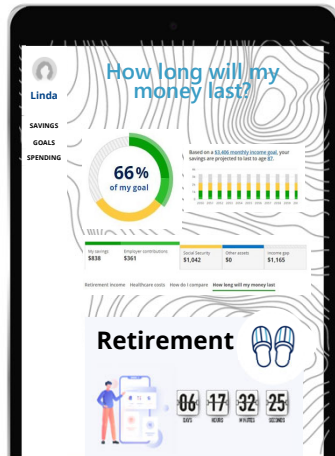 How long will my
money last?
Linda
SAVINGS
GOALS
SPENDING
66%
of my goal
Based on a $3,406 monthly income goal, your
savings are projected to last to age 87.
My savings
$838
Employer contributions
$361
Social Security
$1,042
Other assets
$0
Income gap
$1,165
Retirement income Healthcare costs How do I compare How long will my money last
Retirement
06 17 32 25
DAYS HOURS MINUTES SECONDS